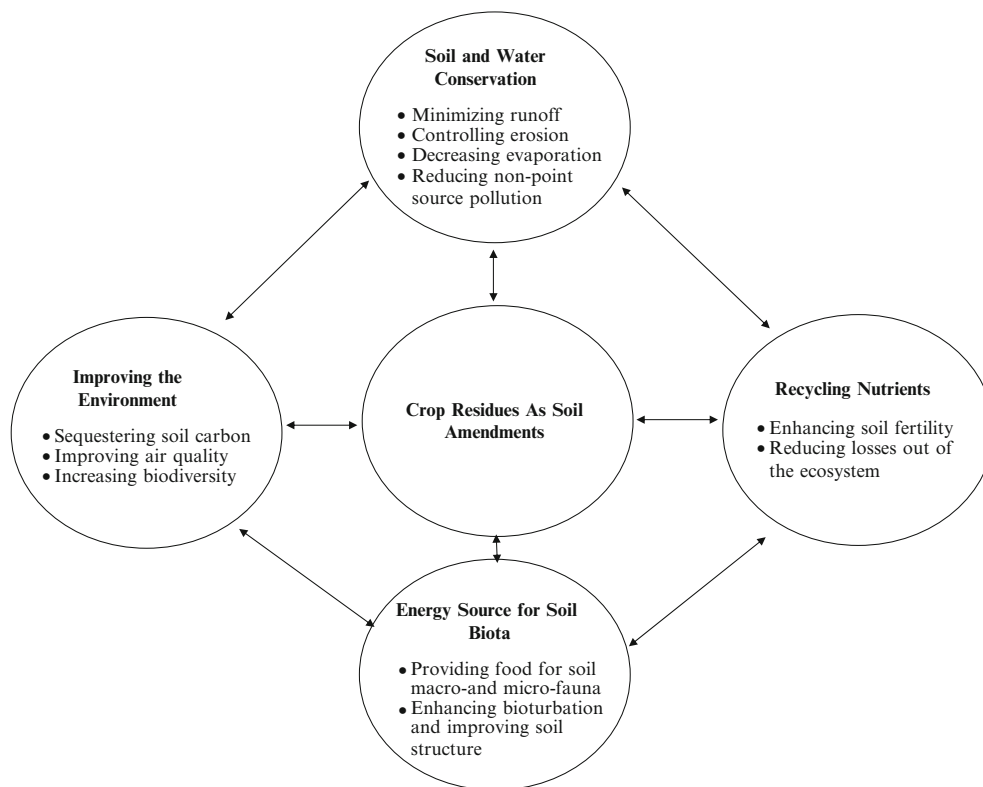 Soil and Water
Conservation
• Minimizing runoff
• Controlling erosion
• Decreasing evaporation
• Reducing non-point
source pollution
Improving the
Environment
• Sequestering soil carbon
• Improving air quality
• Increasing biodiversity
Crop Residues As Soil
Amendments
Recycling Nutrients
• Enhancing soil fertility
• Reducing losses out of
the ecosystem
Energy Source for Soil
Biota
• Providing food for soil
macro-and micro-fauna
• Enhancing bioturbation
and improving soil
structure